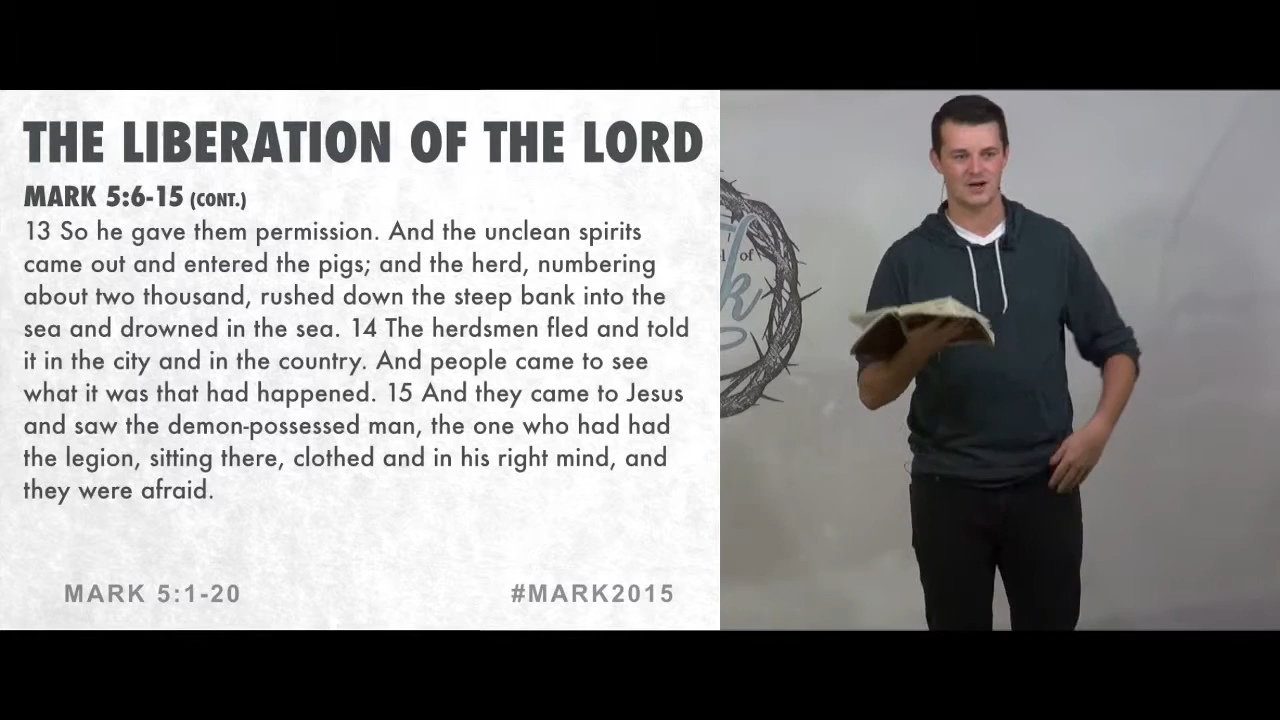 THE LIBERATION OF THE LORD
MARK 5:6-15 (CONT.)
13 So he gave them permission. And the unclean spirits
came out and entered the pigs; and the herd, numbering
about two thousand, rushed down the steep bank into the
sea and drowned in the sea. 14 The herdsmen fled and told
it in the city and in the country. And people came to see
what it was that had happened. 15 And they came to Jesus
and saw the demon-possessed man, the one who had had
the legion, sitting there, clothed and in his right mind, and
they were afraid.
MARK 5:1-20
#MARK2015
of